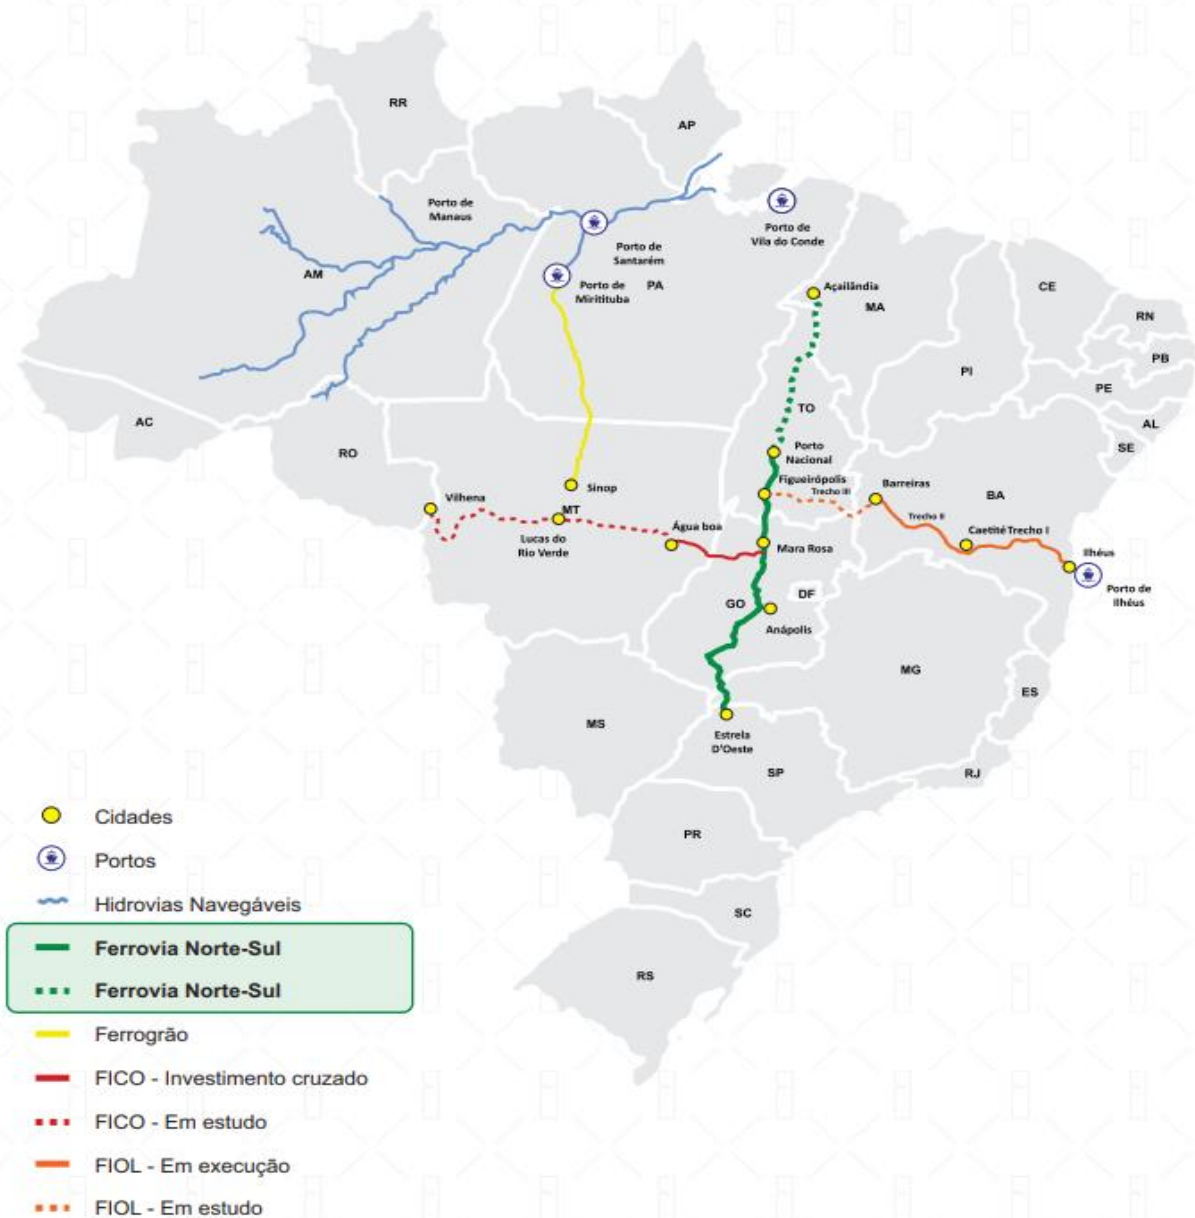 RR
AP
Porto de
Manaus
Porto de
Vila do Conde
Porto de
Santarém
AM
Porto de
Miritituba
PA
Açailândia
MA
CE
RN
PB
PI
PE
TO
AL
AC
SE
RO
Porto
Nacional
Figueirópolis
Trecho III
Barreiras
BA
Sinop
Vilhena
MT
Lucas do
Rio Verde
Água boa
Trecho II
Caetité Trecho I
Mara Rosa
Ilhéus
Porto de
Ilhéus
DF
GO
Anápolis
MG
ES
MS
Estrela
D'Oeste
SP
RJ
PR
SC
RS
Cidades
Portos
Hidrovias Navegáveis
Ferrovia Norte-Sul
Ferrovia Norte-Sul
Ferrogrão
FICO - Investimento cruzado
FICO - Em estudo
FIOL - Em execução
FIOL - Em estudo